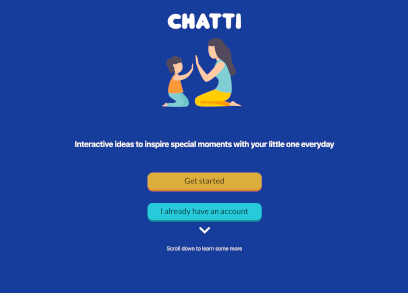 CHATTI
Interactive ideas to inspire special moments with your little one everyday
Get started
I already have an account
Scroll down to learn some more